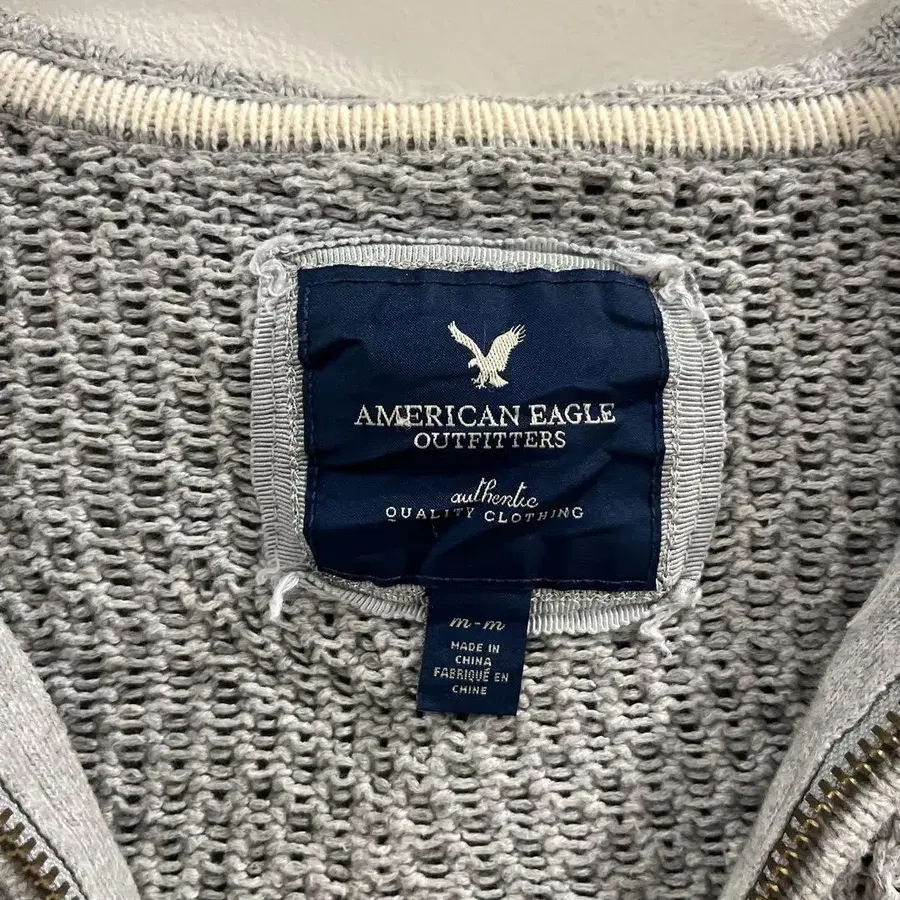 AMERICAN EAGLE
OUTFITTERS
authentic
QUALITY CLOTHING
m-m
MADE IN
CHINA
FABRIQUÉ EN
CHINE